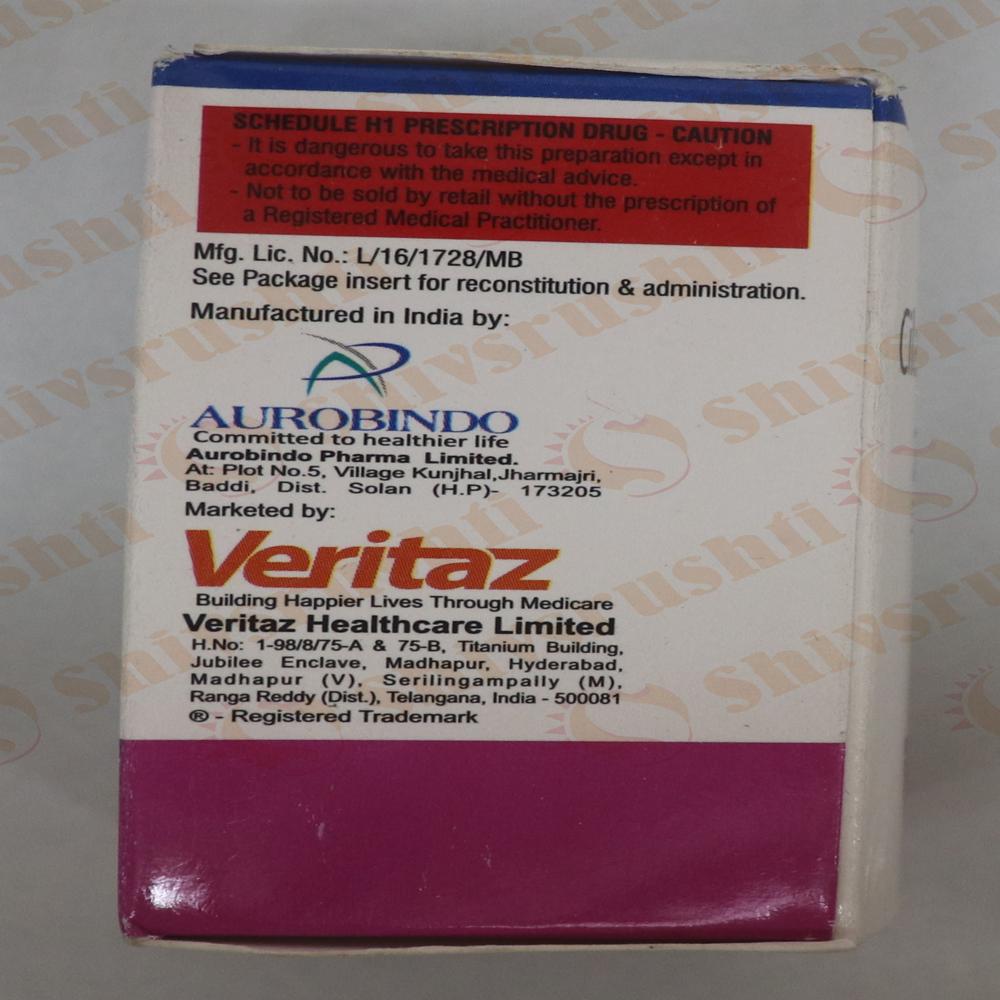 SCHEDULE H1 PRESCRIPTION DRUG - CAUTION
- It is dangerous to take this preparation except in
accordance with the medical advice.
- Not to be sold by retail without the prescription of
a Registered Medical Practitioner.
Mfg. Lic. No.: L/16/1728/MB
See Package insert for reconstitution & administration.
Manufactured in India by:
AUROBINDO
Committed to healthier life
Aurobindo Pharma Limited.
At: Plot No.5, Village Kunjhal,Jharmajri,
Baddi, Dist. Solan (H.P)- 173205
Marketed by:
Veritaz
Building Happier Lives Through Medicare
Veritaz Healthcare Limited
H.No: 1-98/8/75-A & 75-B, Titanium Building,
Jubilee Enclave, Madhapur, Hyderabad,
Madhapur (V), Serilingampally (M),
Ranga Reddy (Dist.), Telangana, India - 500081
® - Registered Trademark
Shivsrushti
Shivsrushti
Shivsrushti
Shivsrushti